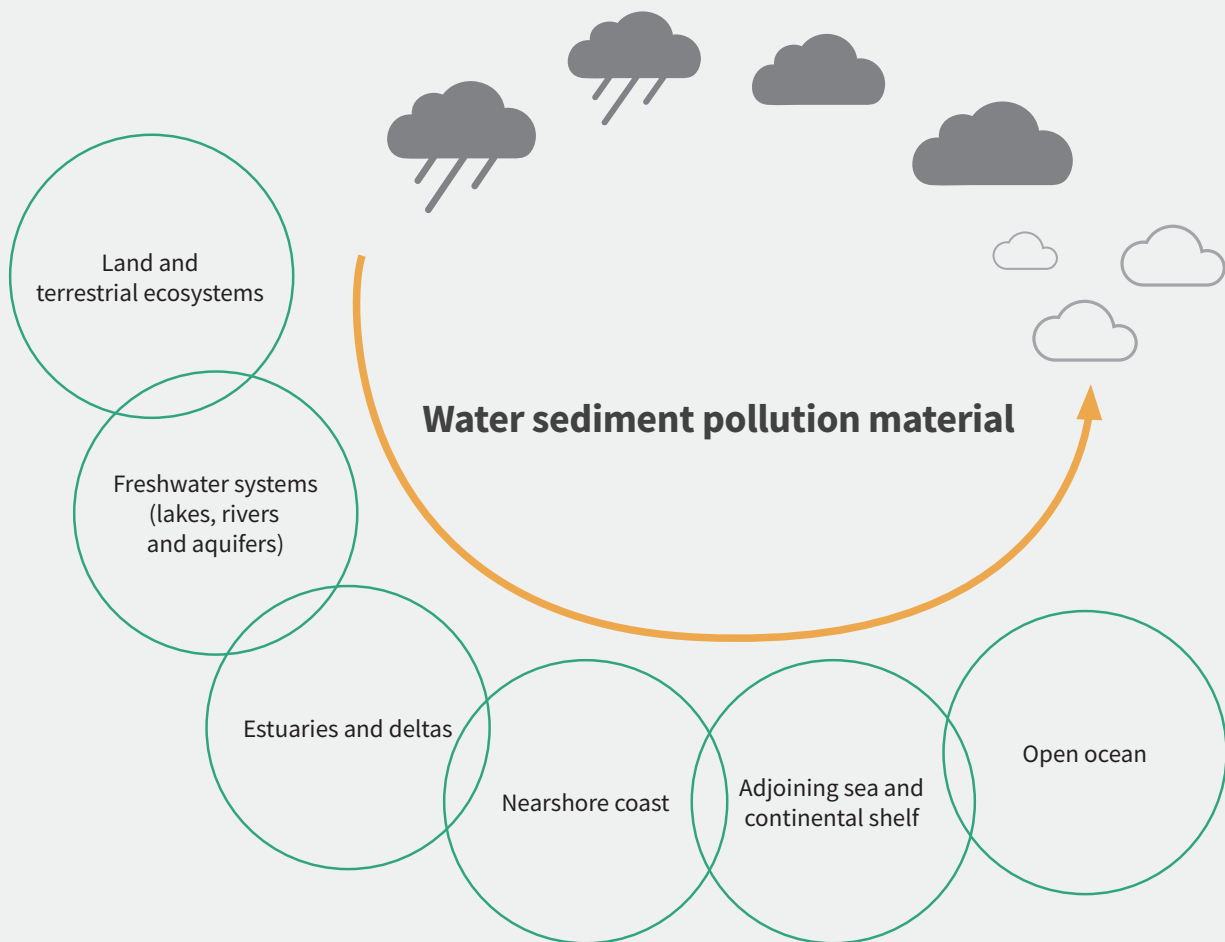 Land and
terrestrial ecosystems
Water sediment pollution material
Freshwater systems
(lakes, rivers
and aquifers)
Estuaries and deltas
Nearshore coast
Adjoining sea and
continental shelf
Open ocean